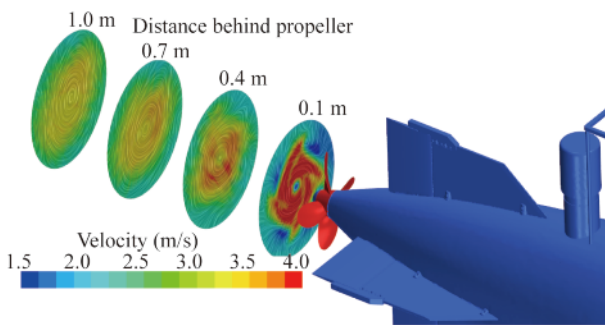 1.0 m
Distance behind propeller
0.7 m
0.4 m
0.1 m
Velocity (m/s)
1.5 2.0 2.5 3.0 3.5 4.0